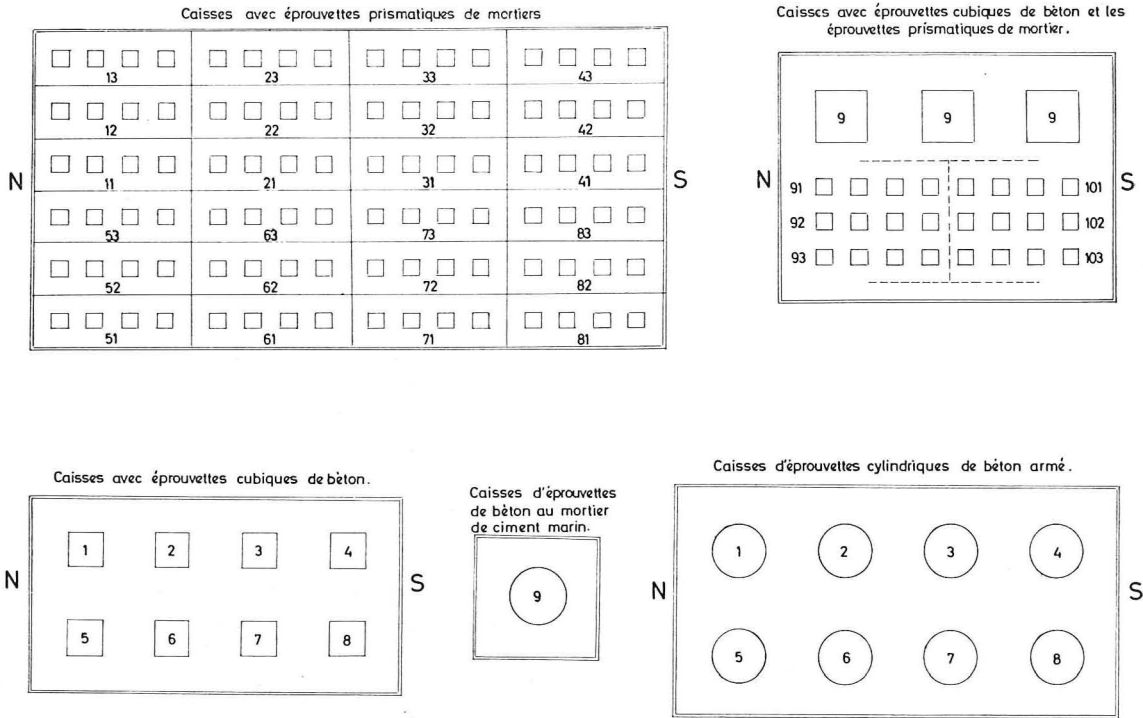 Caisses avec éprouvettes prismatiques de mortiers
13 23 33 43
12 22 32 42
N 11 21 31 41 S
53 63 73 83
52 62 72 82
51 61 71 81
Caisses avec éprouvettes cubiques de bèton et les
éprouvettes prismatiques de mortier.
9 9 9
N 91 101 S
92 102
93 103
Caisses avec éprouvettes cubiques de bèton.
1 2 3 4
N S
5 6 7 8
Caisses d'éprouvettes
de bèton au mortier
de ciment marin.
9
Caisses d'éprouvettes cylindriques de bèton armé.
1 2 3 4
N S
5 6 7 8